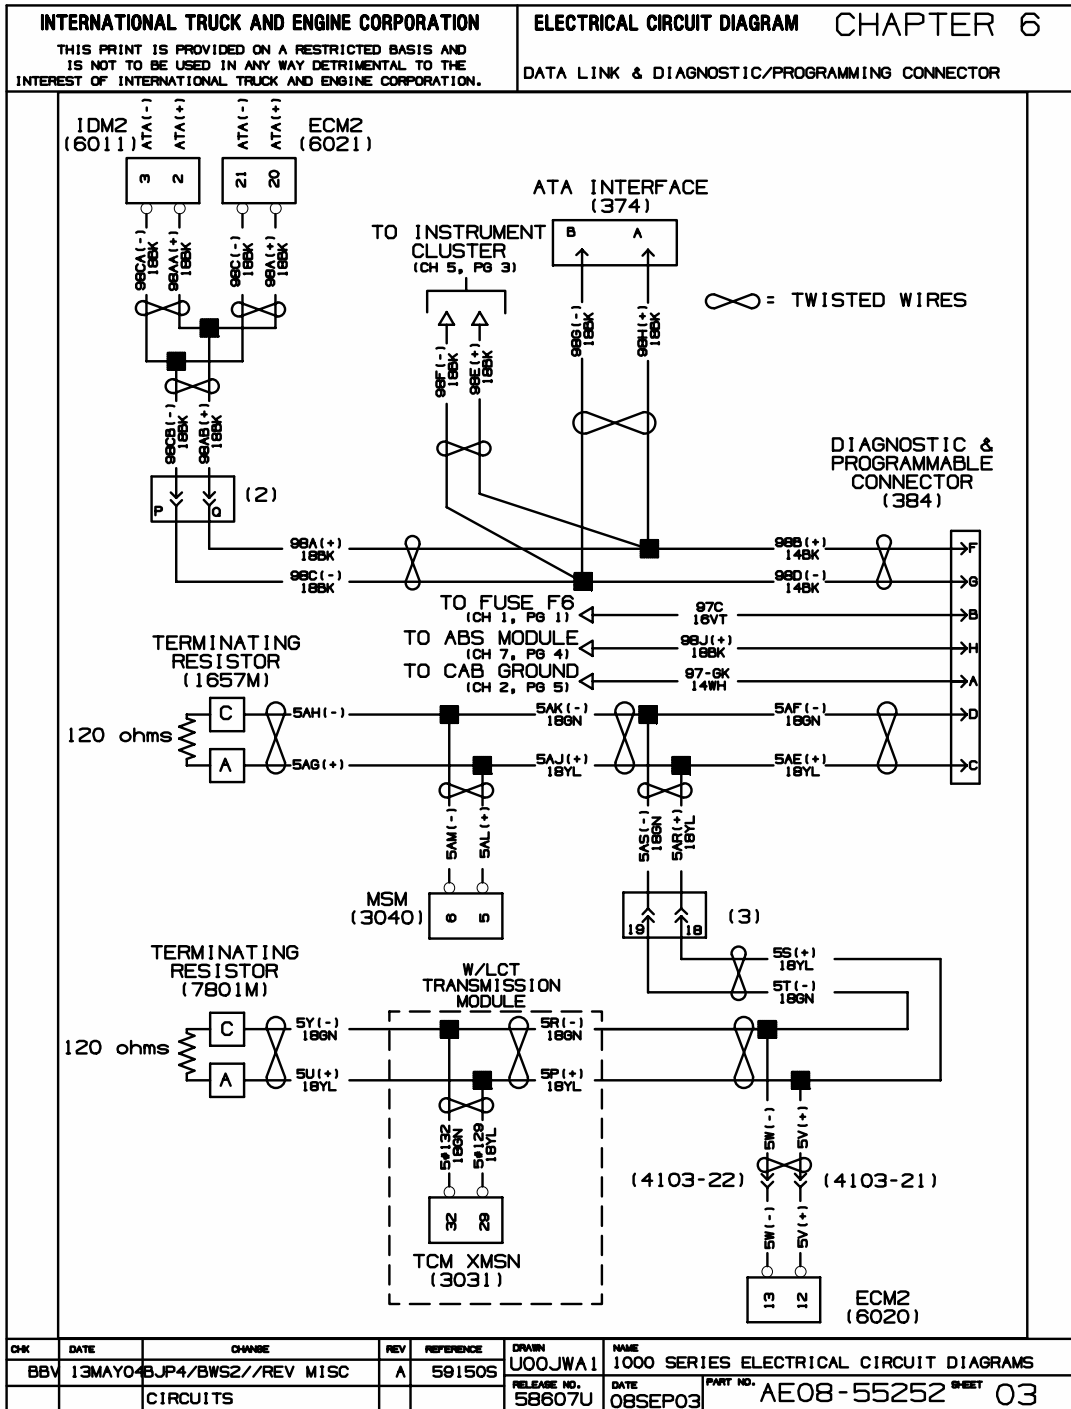 INTERNATIONAL TRUCK AND ENGINE CORPORATION
THIS PRINT IS PROVIDED ON A RESTRICTED BASIS AND
IS NOT TO BE USED IN ANY WAY DETRIMENTAL TO THE
INTEREST OF INTERNATIONAL TRUCK AND ENGINE CORPORATION.
ELECTRICAL CIRCUIT DIAGRAM CHAPTER 6
DATA LINK & DIAGNOSTIC/PROGRAMMING CONNECTOR
IDM2
(6011)
ATA(-)
ATA(+)
ATA(-)
ATA(+)
ECM2
(6021)
3
2
21
20
98CA(-)
18BK
98AA(+)
18BK
98C(-)
18BK
98A(+)
18BK
98CB(-)
18BK
98AB(+)
18BK
P
Q
(2)
TO INSTRUMENT
CLUSTER
(CH 5, PG 3)
98F(-)
18BK
98E(+)
18BK
ATA INTERFACE
(374)
B
A
98G(-)
18BK
98H(+)
18BK
= TWISTED WIRES
DIAGNOSTIC &
PROGRAMMABLE
CONNECTOR
(384)
98A(+)
18BK
98B(+)
14BK
F
98C(-)
18BK
98D(-)
14BK
G
TO FUSE F6
(CH 1, PG 1)
97C
16VT
B
TO ABS MODULE
(CH 7, PG 4)
98J(+)
18BK
H
TO CAB GROUND
(CH 2, PG 5)
97-GK
14WH
A
TERMINATING
RESISTOR
(1657M)
120 ohms
C
5AH(-)
5AK(-)
18GN
5AF(-)
18GN
D
A
5AG(+)
5AJ(+)
18YL
5AE(+)
18YL
C
5AM(-)
5AL(+)
5AS(-)
18GN
5AR(+)
18YL
MSM
(3040)
6
5
19
18
(3)
5S(+)
18YL
5T(-)
18GN
TERMINATING
RESISTOR
(7801M)
120 ohms
W/LCT
TRANSMISSION
MODULE
C
5Y(-)
18GN
5R(-)
18GN
A
5U(+)
18YL
5P(+)
18YL
5#132
18GN
5#129
18YL
32
29
TCM XMSN
(3031)
5W(-)
5V(+)
(4103-22)
(4103-21)
5W(-)
5V(+)
13
12
ECM2
(6020)
CHK DATE CHANGE REV REFERENCE
BBV 13MAY04 BJP4/BWS2//REV MISC A 59150S
CIRCUITS
DRAWN
U00JWA1
NAME
1000 SERIES ELECTRICAL CIRCUIT DIAGRAMS
RELEASE NO.
58607U
DATE
08SEP03
PART NO. AE08-55252 SHEET 03